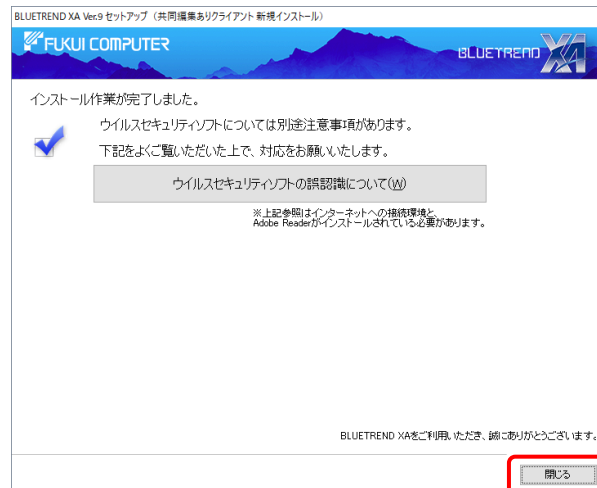 BLUETREND XA Ver.9 セットアップ（共同編集ありクライアント 新規インストール）
FUKUI COMPUTER
BLUETREND XA
インストール作業が完了しました。
ウイルスセキュリティソフトについては別途注意事項があります。
下記をよくご覧いただいた上で、対応をお願いいたします。
ウイルスセキュリティソフトの誤認識について(W)
※上記参照はインターネットへの接続環境と、
Adobe Readerがインストールされている必要があります。
BLUETREND XAをご利用いただき、誠にありがとうございます。
閉じる